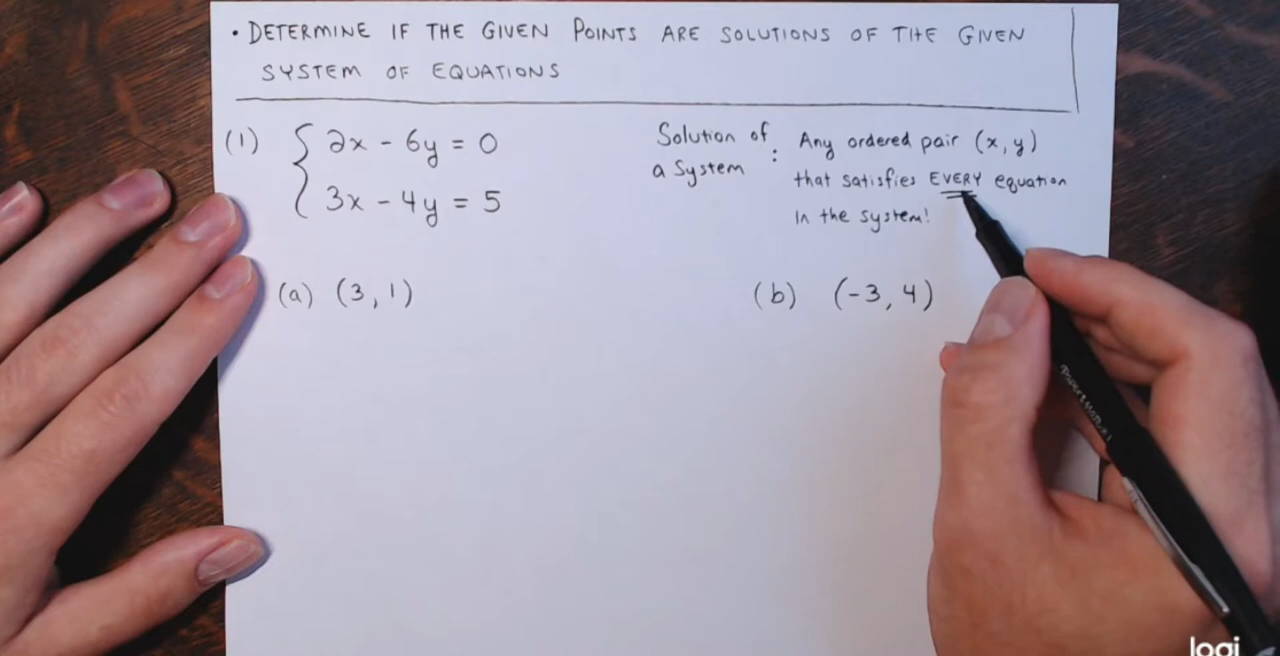 • DETERMINE IF THE GIVEN POINTS ARE SOLUTIONS OF THE GIVEN
SYSTEM OF EQUATIONS
(1) { 2x - 6y = 0
3x - 4y = 5
Solution of
a System :
Any ordered pair (x, y)
that satisfies EVERY equation
in the system!
(a) (3, 1)
(b) (-3, 4)
logi